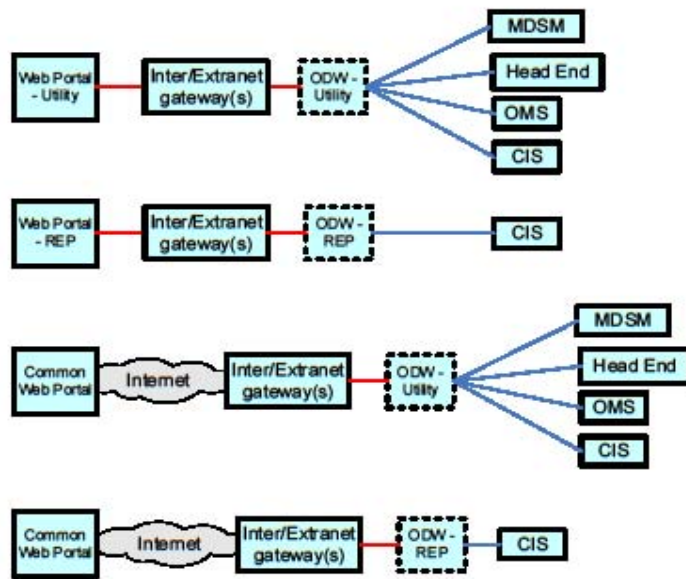 MDSM
Web Portal
- Utility
Inter/Extranet
gateway(s)
ODW -
Utility
Head End
OMS
CIS
Web Portal
- REP
Inter/Extranet
gateway(s)
ODW -
REP
CIS
MDSM
Common
Web Portal
Internet
Inter/Extranet
gateway(s)
ODW -
Utility
Head End
OMS
CIS
Common
Web Portal
Internet
Inter/Extranet
gateway(s)
ODW -
REP
CIS